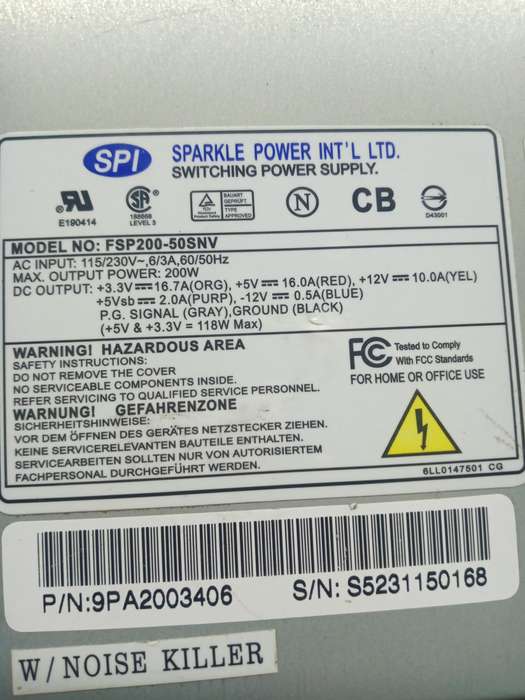 SPI
SPARKLE POWER INT'L LTD.
SWITCHING POWER SUPPLY.
E190414
SA
188668
LEVEL 3
BAUART
GEPRÜFT
TYPE
APPROVED
N
CB
S
D43001
MODEL NO: FSP200-50SNV
AC INPUT: 115/230V~,6/3A,60/50Hz
MAX. OUTPUT POWER: 200W
DC OUTPUT: +3.3V⎓16.7A(ORG), +5V⎓16.0A(RED), +12V⎓10.0A(YEL)
+5Vsb⎓2.0A(PURP), -12V⎓0.5A(BLUE)
P.G. SIGNAL (GRAY),GROUND (BLACK)
(+5V & +3.3V = 118W Max)
WARNING! HAZARDOUS AREA
SAFETY INSTRUCTIONS:
DO NOT REMOVE THE COVER
NO SERVICEABLE COMPONENTS INSIDE.
REFER SERVICING TO QUALIFIED SERVICE PERSONNEL.
WARNUNG! GEFAHRENZONE
SICHERHEITSHINWEISE:
VOR DEM ÖFFNEN DES GERÄTES NETZSTECKER ZIEHEN.
KEINE SERVICERELEVANTEN BAUTEILE ENTHALTEN.
SERVICEARBEITEN SOLLTEN NUR VON AUTORISIERTEM
FACHPERSONAL DUCHGEFÜHRT WERDEN.
FCC Tested to Comply
With FCC Standards
FOR HOME OR OFFICE USE
6LL0147501 CG
P/N:9PA2003406
S/N: S5231150168
W/NOISE KILLER